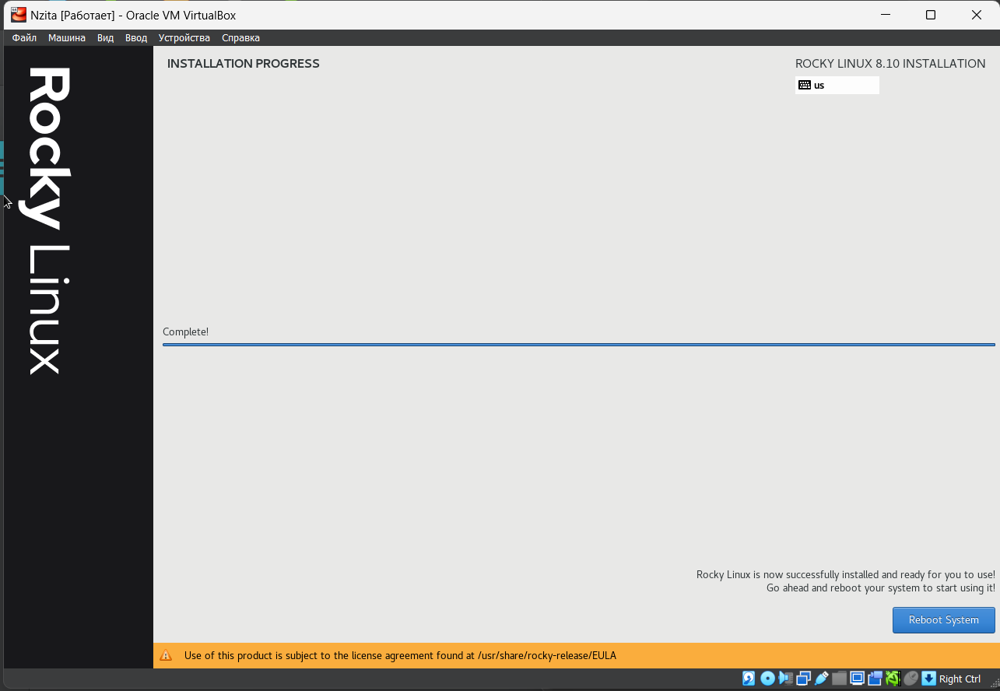 Nzita [Работает] - Oracle VM VirtualBox
Файл Машина Вид Ввод Устройства Справка
Rocky Linux
INSTALLATION PROGRESS
ROCKY LINUX 8.10 INSTALLATION
us
Complete!
Rocky Linux is now successfully installed and ready for you to use!
Go ahead and reboot your system to start using it!
Reboot System
Use of this product is subject to the license agreement found at /usr/share/rocky-release/EULA
Right Ctrl